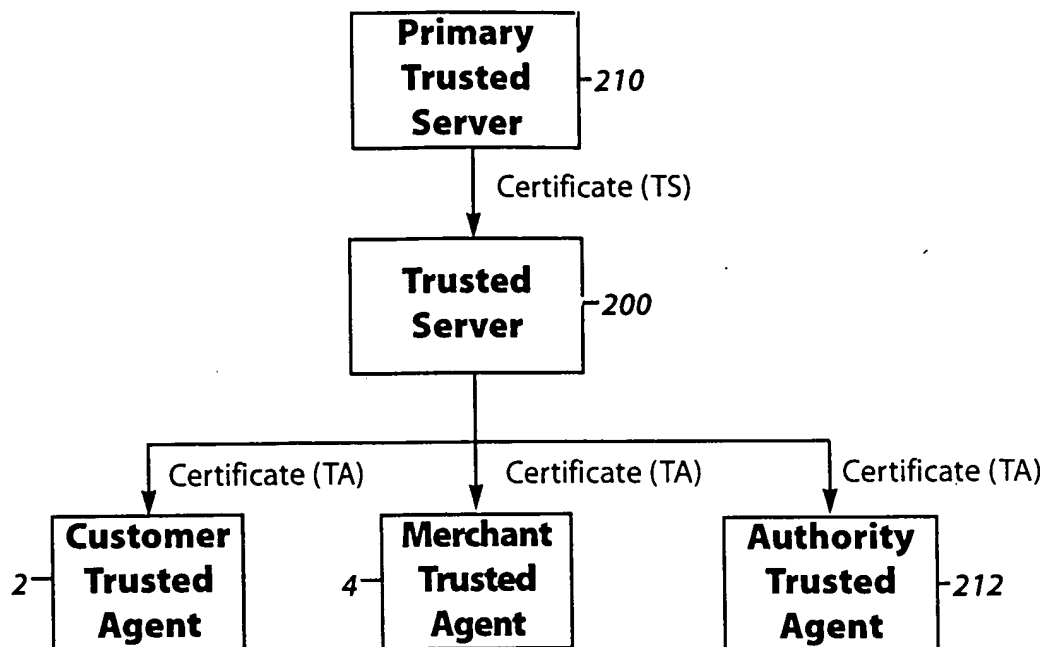 Primary
Trusted
Server
210
Certificate (TS)
Trusted
Server
200
Certificate (TA)
Certificate (TA)
Certificate (TA)
Customer
Trusted
Agent
2
Merchant
Trusted
Agent
4
Authority
Trusted
Agent
212